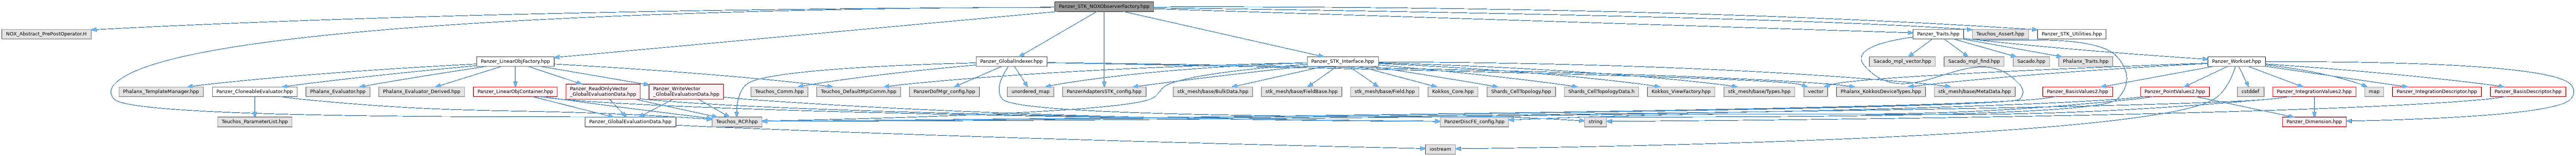 Panzer_STK_NOXObserverFactory.hpp
NOX_Abstract_PrePostOperator.H
Panzer_Traits.hpp
Teuchos_Assert.hpp
Panzer_STK_Utilities.hpp
Panzer_LinearObjFactory.hpp
Panzer_GlobalIndexer.hpp
Panzer_STK_Interface.hpp
Sacado_mpl_vector.hpp
Sacado_mpl_find.hpp
Sacado.hpp
Phalanx_Traits.hpp
Panzer_Workset.hpp
Phalanx_TemplateManager.hpp
Panzer_CloneableEvaluator.hpp
Phalanx_Evaluator.hpp
Phalanx_Evaluator_Derived.hpp
Panzer_LinearObjContainer.hpp
Panzer_ReadOnlyVector
_GlobalEvaluationData.hpp
Panzer_WriteVector
_GlobalEvaluationData.hpp
Teuchos_Comm.hpp
Teuchos_DefaultMpiComm.hpp
PanzerDofMgr_config.hpp
unordered_map
PanzerAdaptersSTK_config.hpp
stk_mesh/base/BulkData.hpp
stk_mesh/base/FieldBase.hpp
stk_mesh/base/Field.hpp
Kokkos_Core.hpp
Shards_CellTopology.hpp
Shards_CellTopologyData.h
Kokkos_ViewFactory.hpp
stk_mesh/base/Types.hpp
vector
Phalanx_KokkosDeviceTypes.hpp
stk_mesh/base/MetaData.hpp
Panzer_BasisValues2.hpp
Panzer_PointValues2.hpp
cstddef
Panzer_IntegrationValues2.hpp
map
Panzer_IntegrationDescriptor.hpp
Panzer_BasisDescriptor.hpp
Teuchos_ParameterList.hpp
Panzer_GlobalEvaluationData.hpp
Teuchos_RCP.hpp
PanzerDiscFE_config.hpp
string
Panzer_Dimension.hpp
iostream